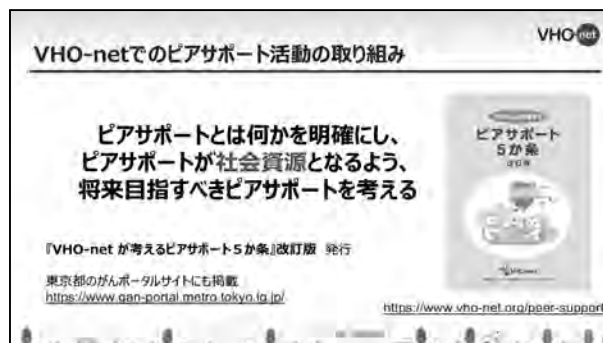 VHO-net
VHO-netでのピアサポート活動の取り組み
ピアサポートとは何かを明確にし、
ピアサポートが社会資源となるよう、
将来目指すべきピアサポートを考える
ピアサポート
5か条
改訂版
『VHO-net が考えるピアサポート5か条』改訂版 発行
東京都のがんポータルサイトにも掲載
https://www.gan-portal.metro.tokyo.lg.jp/
https://www.vho-net.org/peer-support